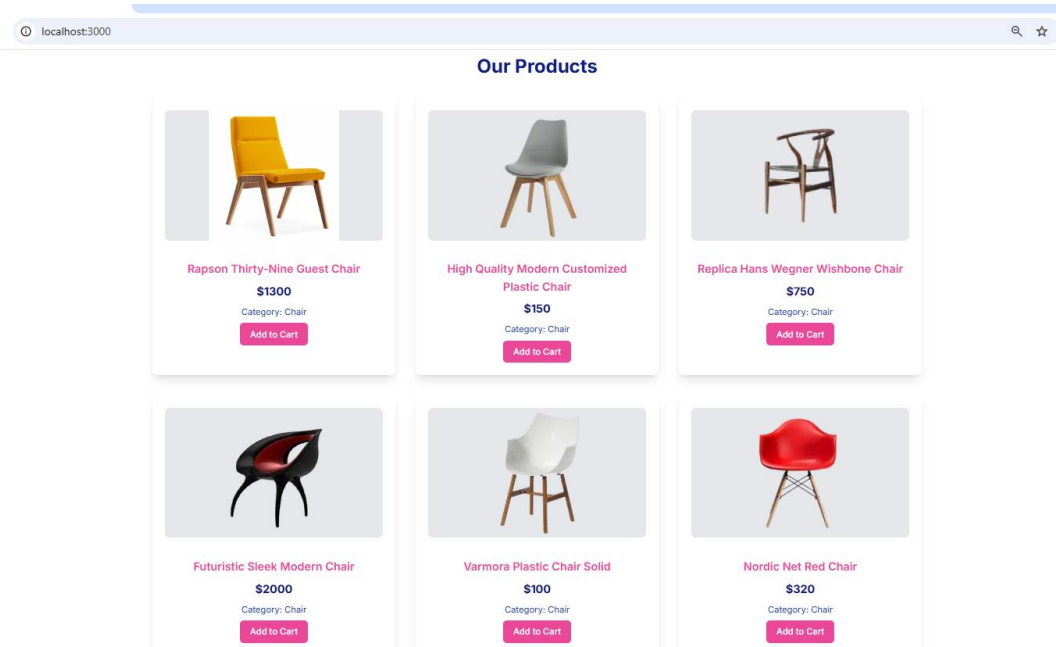 localhost:3000
Our Products
Rapson Thirty-Nine Guest Chair
$1300
Category: Chair
Add to Cart
High Quality Modern Customized
Plastic Chair
$150
Category: Chair
Add to Cart
Replica Hans Wegner Wishbone Chair
$750
Category: Chair
Add to Cart
Futuristic Sleek Modern Chair
$2000
Category: Chair
Add to Cart
Varmora Plastic Chair Solid
$100
Category: Chair
Add to Cart
Nordic Net Red Chair
$320
Category: Chair
Add to Cart